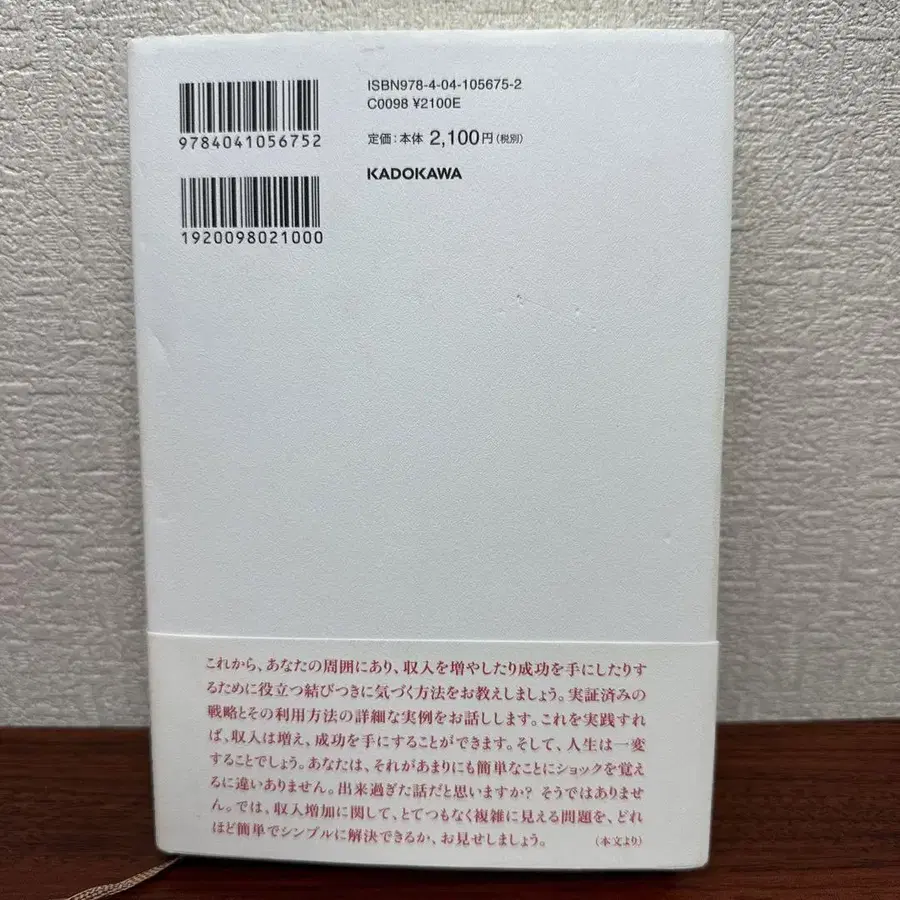 ISBN978-4-04-105675-2
C0098 ¥2100E
定価：本体 2,100円（税別）
KADOKAWA
9784041056752
1920098021000
これから、あなたの周囲にあり、収入を増やしたり成功を手にしたりす
るために役立つ結びつきに気づく方法をお教えしましょう。実証済みの
戦略とその利用方法の詳細な実例をお話しします。これを実践すれ
ば、収入は増え、成功を手にすることができます。そして、人生は一変
することでしょう。あなたは、それがあまりにも簡単なことにショックを覚え
るに違いありません。出来過ぎた話だと思いますか？ そうではありませ
ん。では、収入増加に関して、とてつもなく複雑に見える問題を、どれ
ほど簡単でシンプルに解決できるか、お見せしましょう。
（本文より）